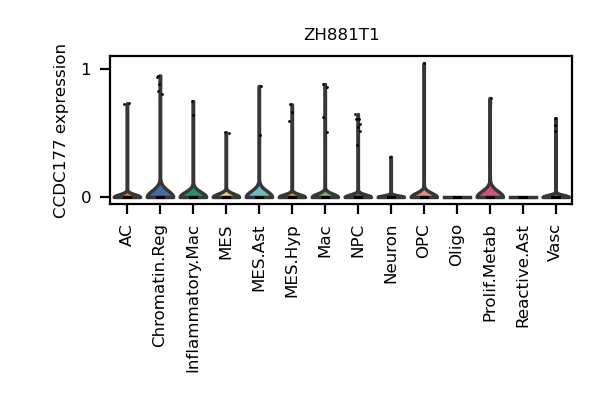 ZH881T1
CCDC177 expression
1
0
AC
Chromatin.Reg
Inflammatory.Mac
MES
MES.Ast
MES.Hyp
Mac
NPC
Neuron
OPC
Oligo
Prolif.Metab
Reactive.Ast
Vasc